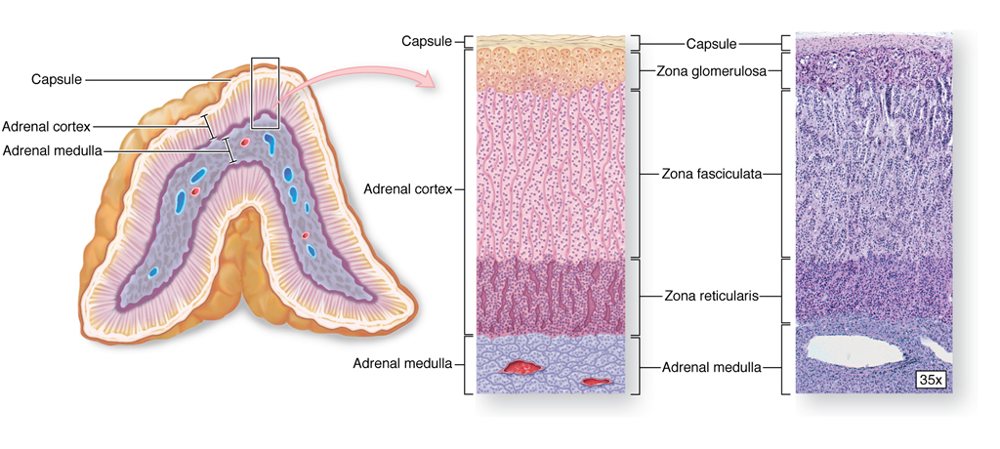 Capsule
Adrenal cortex
Adrenal medulla
Capsule
Adrenal cortex
Adrenal medulla
Capsule
Zona glomerulosa
Zona fasciculata
Zona reticularis
Adrenal medulla
35x